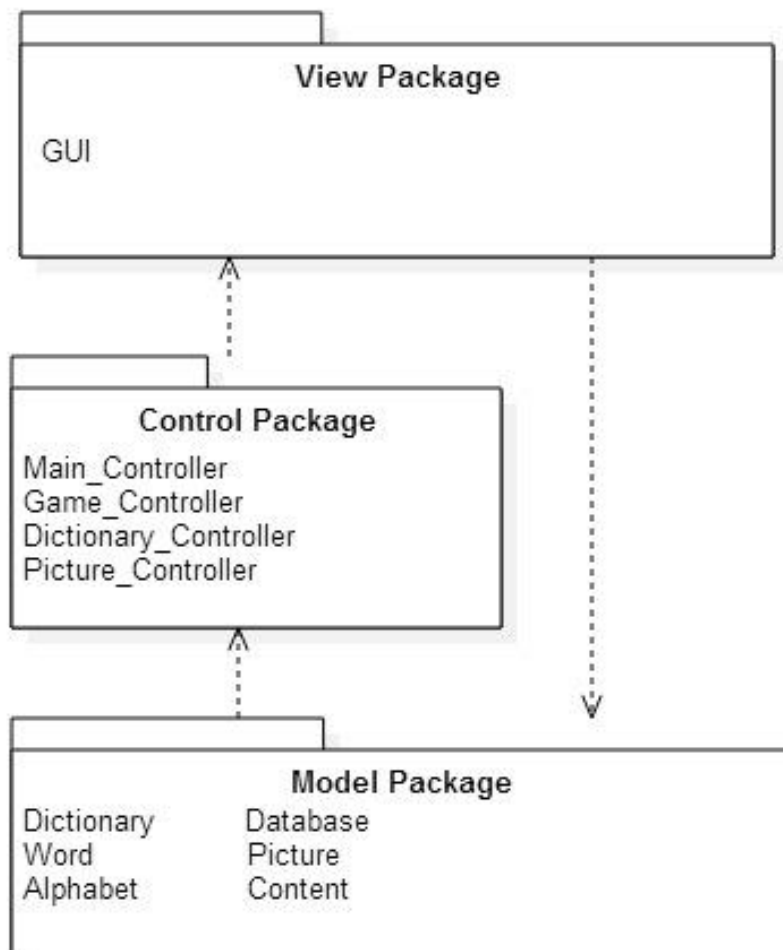 View Package
GUI
Control Package
Main_Controller
Game_Controller
Dictionary_Controller
Picture_Controller
Model Package
Dictionary Database
Word Picture
Alphabet Content